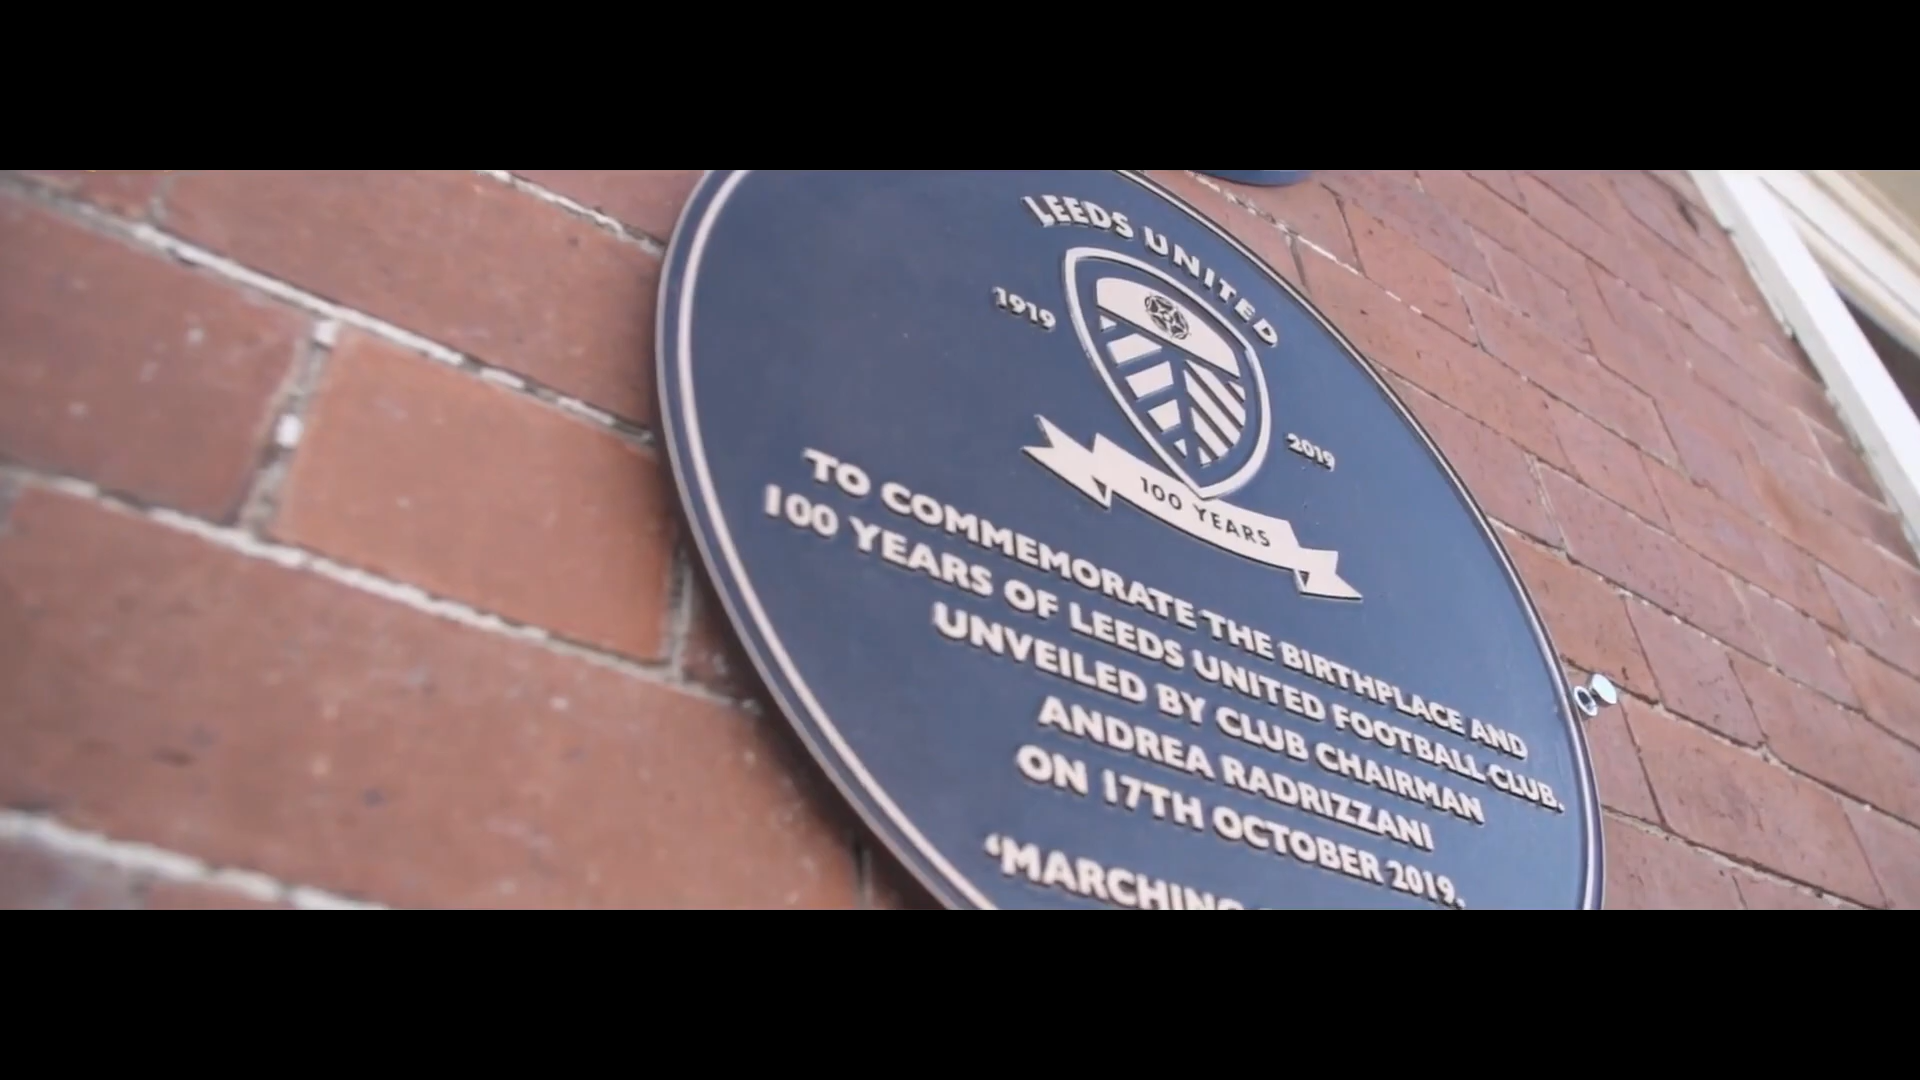 LEEDS UNITED
1919
2019
100 YEARS
TO COMMEMORATE THE BIRTHPLACE AND
100 YEARS OF LEEDS UNITED FOOTBALL CLUB.
UNVEILED BY CLUB CHAIRMAN
ANDREA RADRIZZANI
ON 17TH OCTOBER 2019.
‘MARCHING